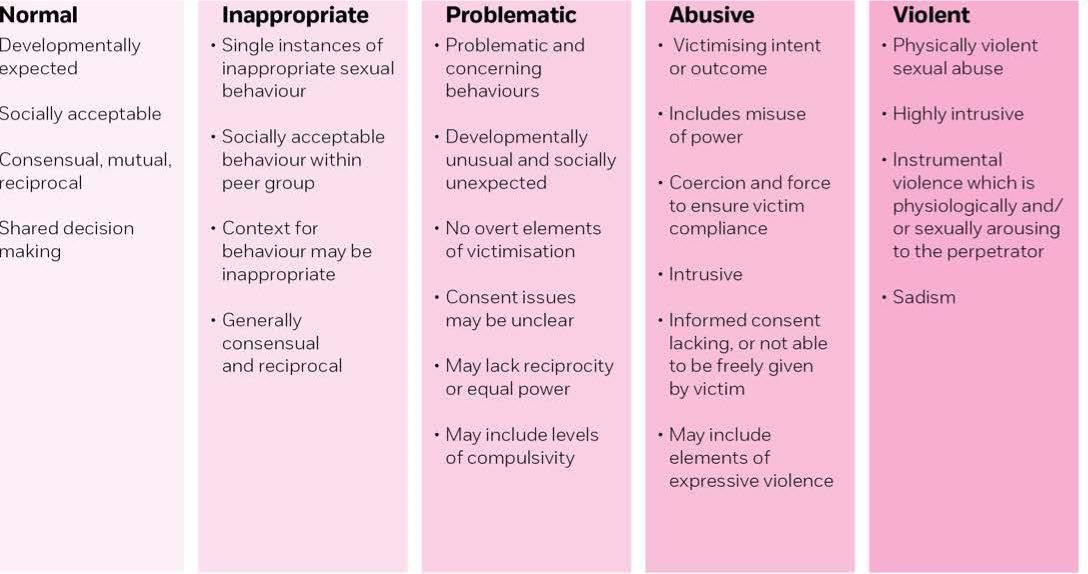 Normal
Developmentally
expected
Socially acceptable
Consensual, mutual,
reciprocal
Shared decision
making
Inappropriate
• Single instances of
inappropriate sexual
behaviour
• Socially acceptable
behaviour within
peer group
• Context for
behaviour may be
inappropriate
• Generally
consensual
and reciprocal
Problematic
• Problematic and
concerning
behaviours
• Developmentally
unusual and socially
unexpected
• No overt elements
of victimisation
• Consent issues
may be unclear
• May lack reciprocity
or equal power
• May include levels
of compulsivity
Abusive
• Victimising intent
or outcome
• Includes misuse
of power
• Coercion and force
to ensure victim
compliance
• Intrusive
• Informed consent
lacking, or not able
to be freely given
by victim
• May include
elements of
expressive violence
Violent
• Physically violent
sexual abuse
• Highly intrusive
• Instrumental
violence which is
physiologically and/
or sexually arousing
to the perpetrator
• Sadism